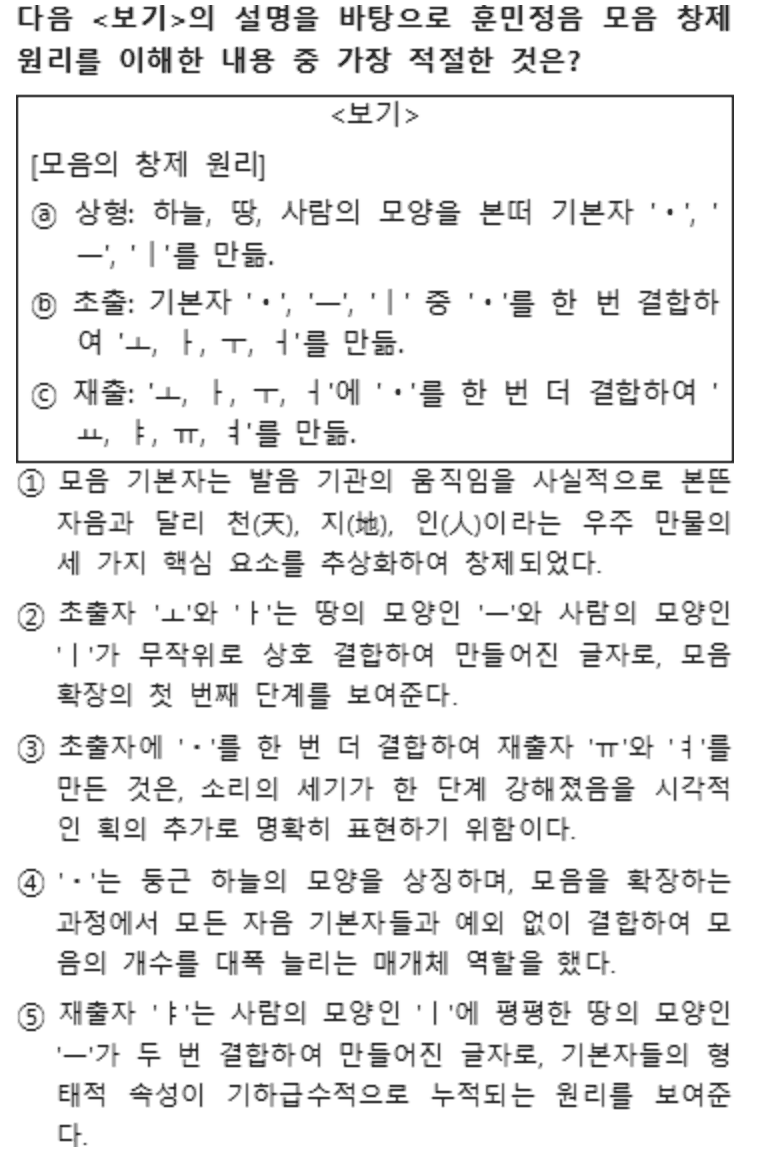 다음 <보기>의 설명을 바탕으로 훈민정음 모음 창제
원리를 이해한 내용 중 가장 적절한 것은?
<보기>
[모음의 창제 원리]
ⓐ 상형: 하늘, 땅, 사람의 모양을 본떠 기본자 'ㆍ', '
ㅡ', 'ㅣ'를 만듦.
ⓑ 초출: 기본자 'ㆍ', 'ㅡ', 'ㅣ' 중 'ㆍ'를 한 번 결합하
여 'ㅗ, ㅏ, ㅜ, ㅓ'를 만듦.
ⓒ 재출: 'ㅗ, ㅏ, ㅜ, ㅓ'에 'ㆍ'를 한 번 더 결합하여 '
ㅛ, ㅑ, ㅠ, ㅕ'를 만듦.
① 모음 기본자는 발음 기관의 움직임을 사실적으로 본뜬
자음과 달리 천(天), 지(地), 인(人)이라는 우주 만물의
세 가지 핵심 요소를 추상화하여 창제되었다.
② 초출자 'ㅗ'와 'ㅏ'는 땅의 모양인 'ㅡ'와 사람의 모양인
'ㅣ'가 무작위로 상호 결합하여 만들어진 글자로, 모음
확장의 첫 번째 단계를 보여준다.
③ 초출자에 'ㆍ'를 한 번 더 결합하여 재출자 'ㅠ'와 'ㅕ'를
만든 것은, 소리의 세기가 한 단계 강해졌음을 시각적
인 획의 추가로 명확히 표현하기 위함이다.
④ 'ㆍ'는 둥근 하늘의 모양을 상징하며, 모음을 확장하는
과정에서 모든 자음 기본자들과 예외 없이 결합하여 모
음의 개수를 대폭 늘리는 매개체 역할을 했다.
⑤ 재출자 'ㅑ'는 사람의 모양인 'ㅣ'에 평평한 땅의 모양인
'ㅡ'가 두 번 결합하여 만들어진 글자로, 기본자들의 형
태적 속성이 기하급수적으로 누적되는 원리를 보여준
다.